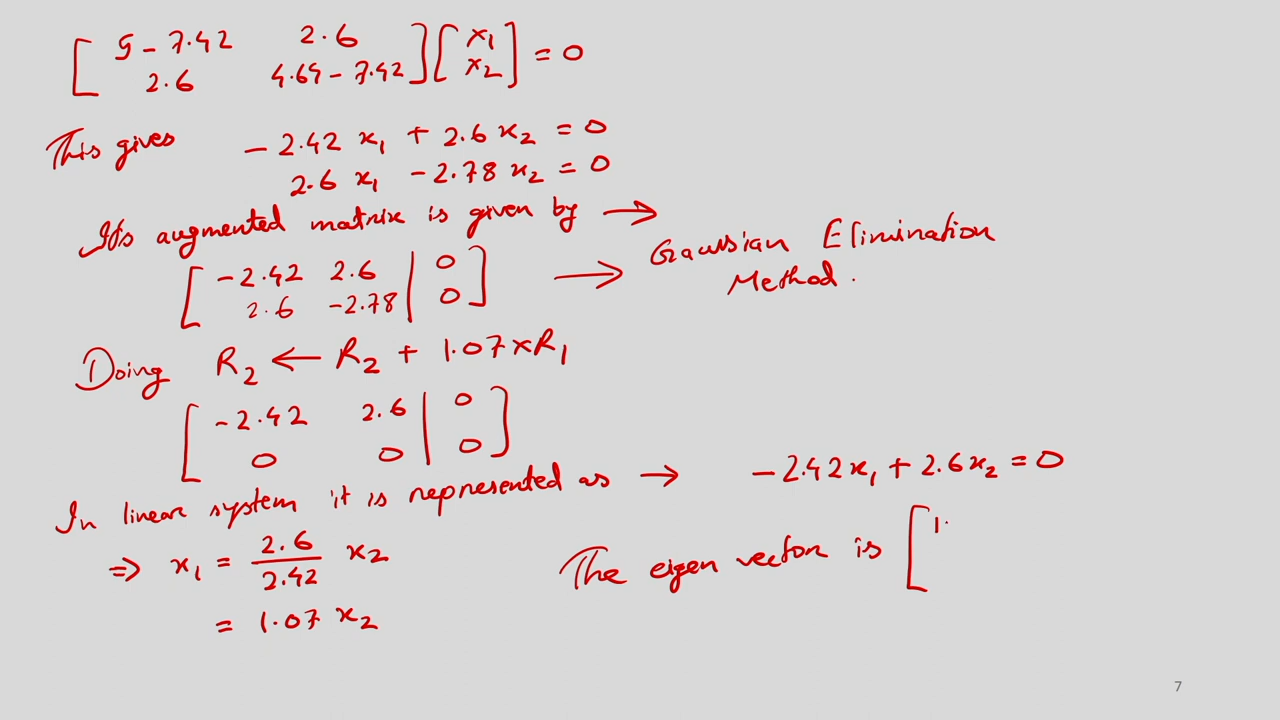 [ 5 - 7.42 2.6 ] [ x1 ] = 0
[ 2.6 4.64 - 7.42 ] [ x2 ]
This gives - 2.42 x1 + 2.6 x2 = 0
2.6 x1 - 2.78 x2 = 0
It's augmented matrix is given by →
[ -2.42 2.6 | 0 ] → Gaussian Elimination
[ 2.6 -2.78 | 0 ] Method.
Doing R2 ← R2 + 1.07 x R1
[ -2.42 2.6 | 0 ]
[ 0 0 | 0 ]
In linear system it is represented as → - 2.42 x1 + 2.6 x2 = 0
⇒ x1 = 2.6/2.42 x2
The eigen vector is [ 1.
= 1.07 x2
7